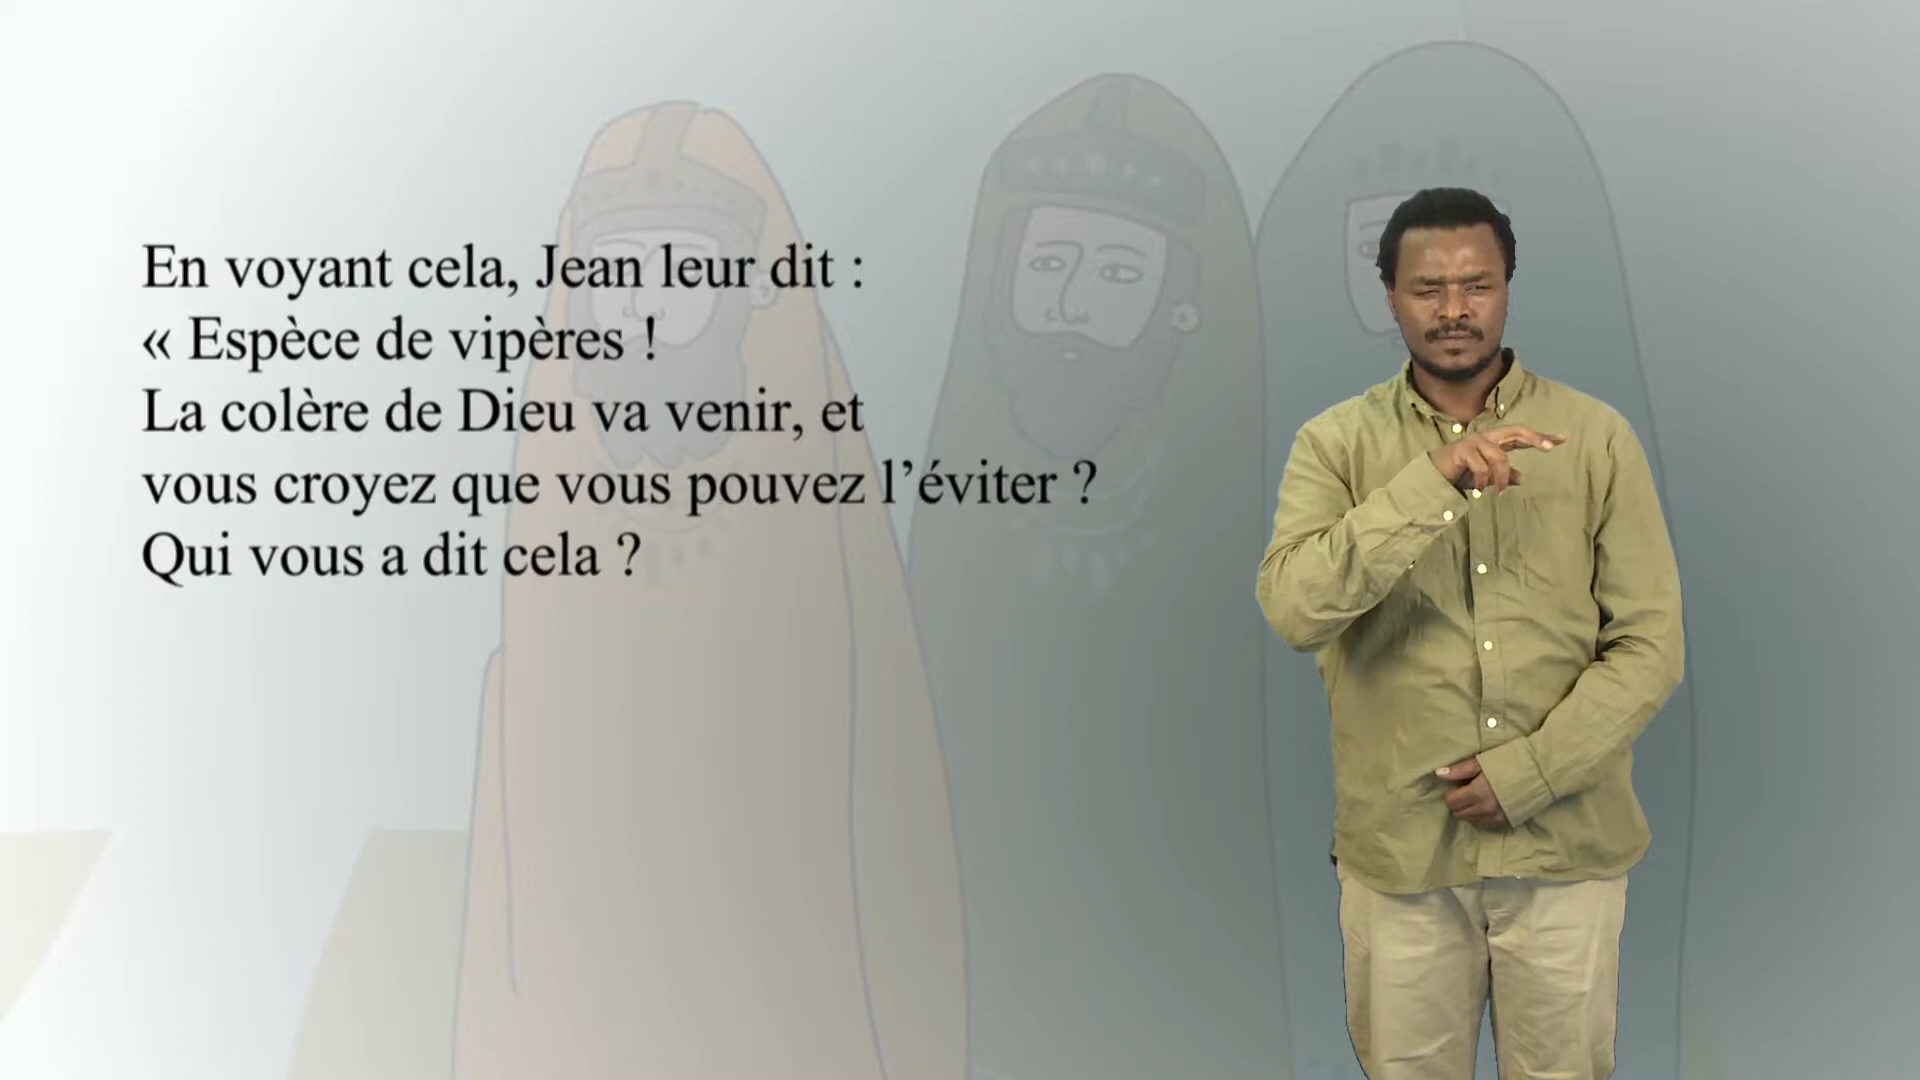 En voyant cela, Jean leur dit :
« Espèce de vipères !
La colère de Dieu va venir, et
vous croyez que vous pouvez l’éviter ?
Qui vous a dit cela ?